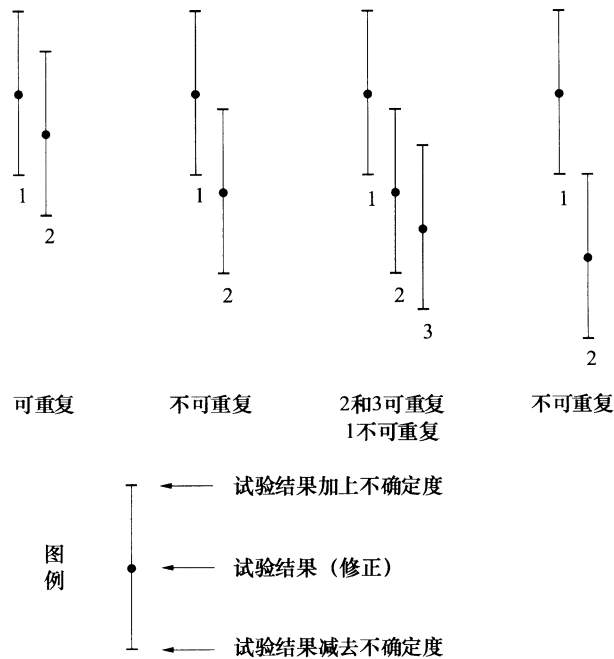 1
2
1
2
1
2
3
1
2
可重复
不可重复
2和3可重复
1不可重复
不可重复
试验结果加上不确定度
图例
试验结果（修正）
试验结果减去不确定度